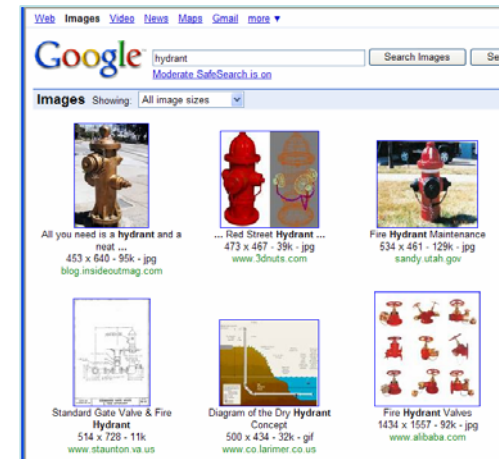 Web Images Video News Maps Gmail more ▼
Google
hydrant
Search Images
Se
Moderate SafeSearch is on
Images Showing: All image sizes
All you need is a hydrant and a neat ...
453 x 640 - 95k - jpg
blog.insideoutmag.com
... Red Street Hydrant ...
473 x 467 - 39k - jpg
www.3dnuts.com
Fire Hydrant Maintenance
534 x 461 - 129k - jpg
sandy.utah.gov
Standard Gate Valve & Fire
Hydrant
514 x 728 - 11k
www.staunton.va.us
Diagram of the Dry Hydrant
Concept
500 x 434 - 32k - gif
www.co.larimer.co.us
Fire Hydrant Valves
1434 x 1557 - 92k - jpg
www.alibaba.com